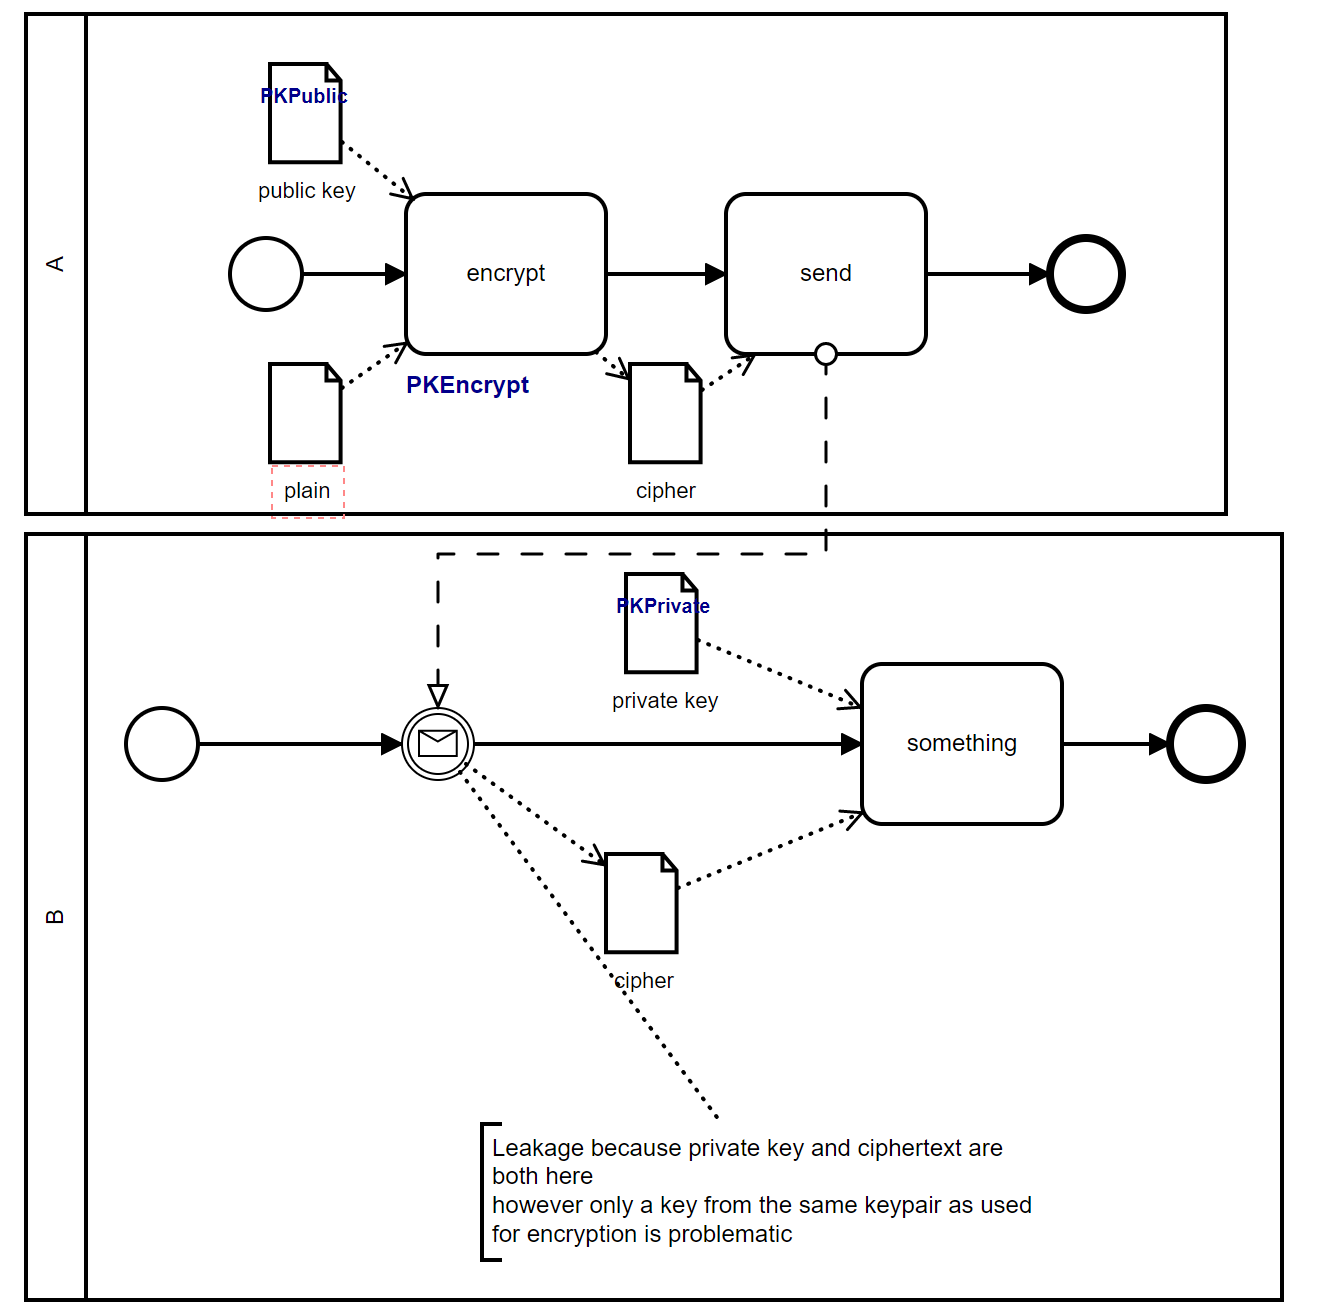 A
PKPublic
public key
encrypt
send
PKEncrypt
plain
cipher
B
PKPrivate
private key
something
cipher
Leakage because private key and ciphertext are
both here
however only a key from the same keypair as used
for encryption is problematic